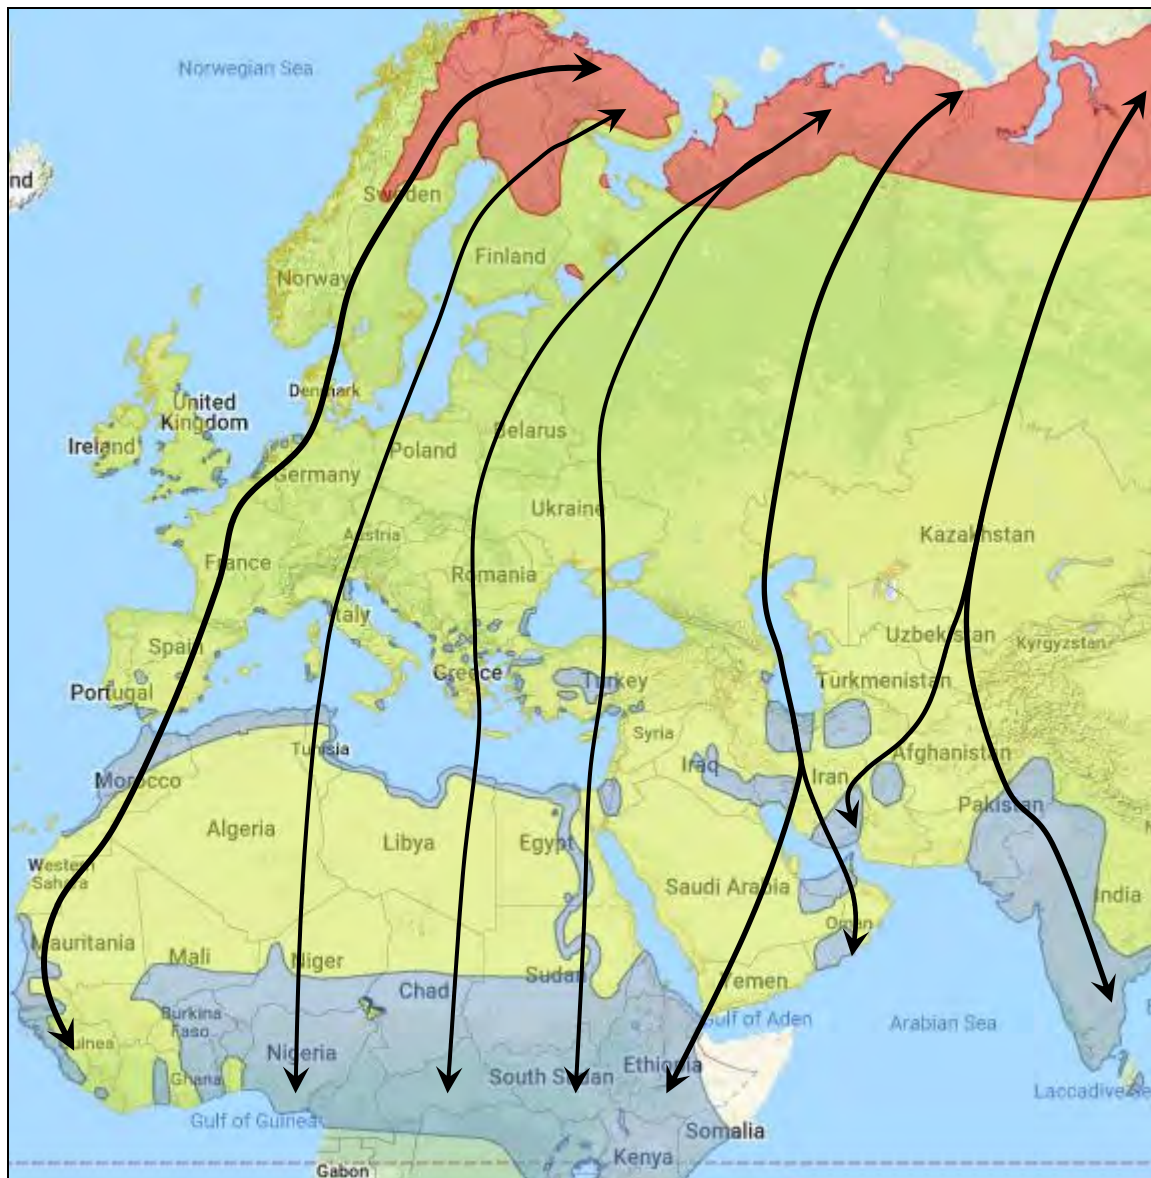 Norwegian Sea
nd
Sweden
Finland
Norway
Denmark
United
Kingdom
Ireland
Belarus
Poland
Germany
Ukraine
Austria
Kazakhstan
France
Romania
Italy
Uzbekistan
Kyrgyzstan
Spain
Greece
Turkey
Turkmenistan
Portugal
Syria
Tunisia
Afghanistan
Iraq
Iran
Morocco
Pakistan
Algeria
Libya
Egypt
Western
Sahara
Saudi Arabia
India
Oman
Mauritania
Mali
Niger
Sudan
Yemen
Chad
Burkina
Faso
Gulf of Aden
Arabian Sea
uinea
Nigeria
Ethiopia
Ghana
South Sudan
Laccadive Se
Gulf of Guinea
Somalia
Kenya
Gabon